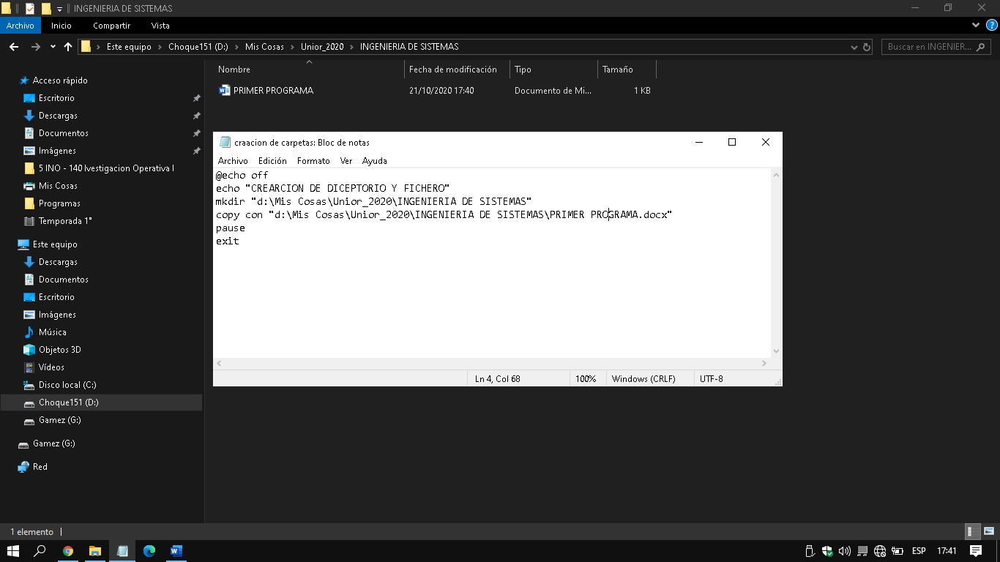 INGENIERIA DE SISTEMAS
Archivo Inicio Compartir Vista
Este equipo Choque151 (D:) Mis Cosas Unior_2020 INGENIERIA DE SISTEMAS
Buscar en INGENIER...
Nombre Fecha de modificación Tipo Tamaño
PRIMER PROGRAMA 21/10/2020 17:40 Documento de Mi... 1 KB
Acceso rápido
Escritorio
Descargas
Documentos
Imágenes
5 INO - 140 Ivestigacion Operativa I
Mis Cosas
Programas
Temporada 1°
Este equipo
Descargas
Documentos
Escritorio
Imágenes
Música
Objetos 3D
Vídeos
Disco local (C:)
Choque151 (D:)
Gamez (G:)
Gamez (G:)
Red
craacion de carpetas: Bloc de notas
Archivo Edición Formato Ver Ayuda
@echo off
echo "CREARCION DE DICEPTORIO Y FICHERO"
mkdir "d:\Mis Cosas\Unior_2020\INGENIERIA DE SISTEMAS"
copy con "d:\Mis Cosas\Unior_2020\INGENIERIA DE SISTEMAS\PRIMER PROGRAMA.docx"
pause
exit
Ln 4, Col 68 100% Windows (CRLF) UTF-8
1 elemento
ESP 17:41